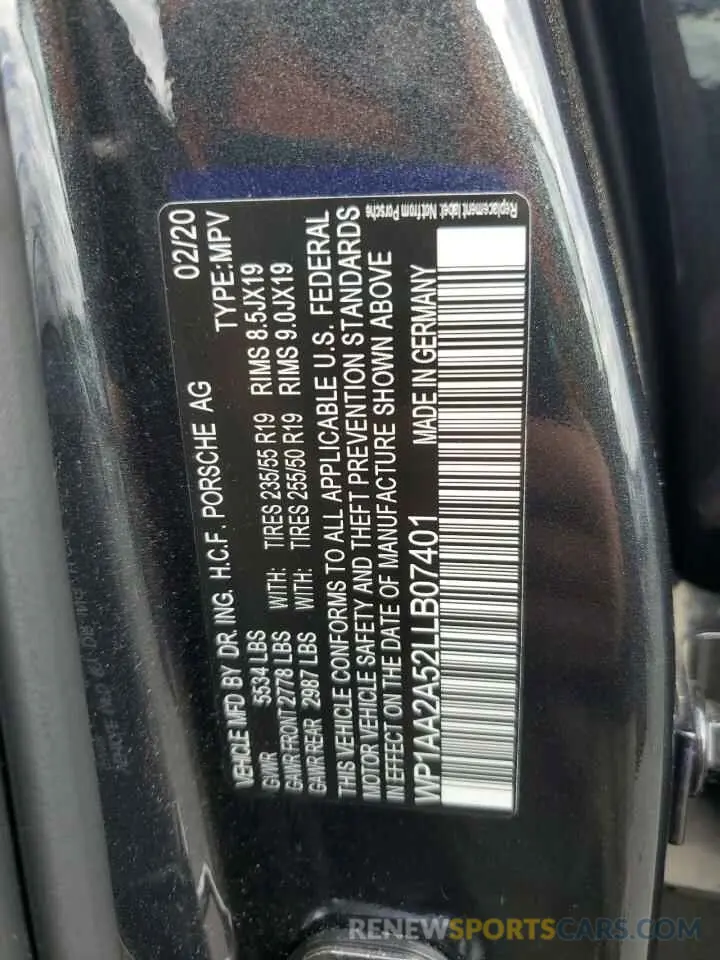 VEHICLE MFD BY DR. ING. H.C.F. PORSCHE AG 02/20
GWR 5534 LBS TYPE:MPV
GAWR FRONT 2778 LBS WITH: TIRES 235/55 R19 RIMS 8.5JX19
GAWR REAR 2987 LBS WITH: TIRES 255/50 R19 RIMS 9.0JX19
THIS VEHICLE CONFORMS TO ALL APPLICABLE U.S. FEDERAL
MOTOR VEHICLE SAFETY AND THEFT PREVENTION STANDARDS
IN EFFECT ON THE DATE OF MANUFACTURE SHOWN ABOVE
WP1AA2A52LLB07401 MADE IN GERMANY
Replacement label. Not from Porsche
RENEWSPORTSCARS.COM